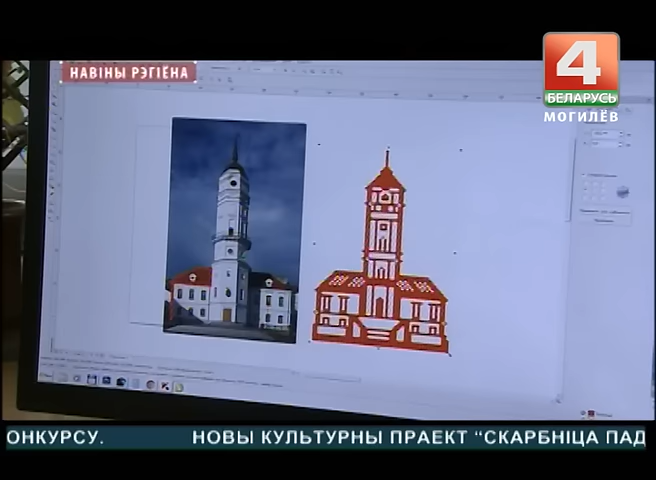 НАВІНЫ РЭГІЁНА
4
БЕЛАРУСЬ
МОГИЛЁВ
ОНКУРСУ. НОВЫ КУЛЬТУРНЫ ПРАЕКТ “СКАРБНІЦА ПАД